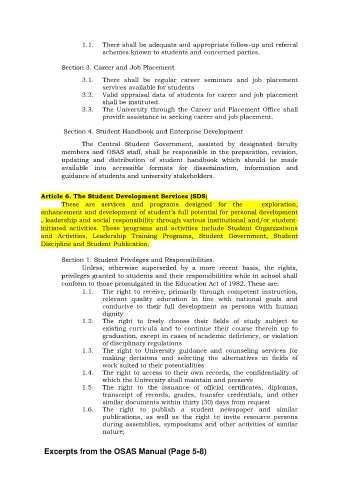 1.1. There shall be adequate and appropriate follow-up and referral
schemes known to students and concerned parties.
Section 3. Career and Job Placement
3.1. There shall be regular career seminars and job placement
services available for students
3.2. Valid appraisal data of students for career and job placement
shall be instituted.
3.3. The University through the Career and Placement Office shall
provide assistance in seeking career and job placement.
Section 4. Student Handbook and Enterprise Development
The Central Student Government, assisted by designated faculty
members and OSAS staff, shall be responsible in the preparation, revision,
updating and distribution of student handbook which should be made
available into accessible formats for dissemination, information and
guidance of students and university stakeholders.
Article 6. The Student Development Services (SDS)
These are services and programs designed for the exploration,
enhancement and development of student's full potential for personal development
, leadership and social responsibility through various institutional and/or student-
initiated activities. These programs and activities include Student Organizations
and Activities, Leadership Training Programs, Student Government, Student
Discipline and Student Publication.
Section 1. Student Privileges and Responsibilities.
Unless, otherwise superseded by a more recent basis, the rights,
privileges granted to students and their responsibilities while in school shall
conform to those promulgated in the Education Act of 1982. These are:
1.1. The right to receive, primarily through competent instruction,
relevant quality education in line with national goals and
conducive to their full development as persons with human
dignity
1.2. The right to freely choose their fields of study subject to
existing curricula and to continue their course therein up to
graduation, except in cases of academic deficiency, or violation
of disciplinary regulations
1.3. The right to University guidance and counseling services for
making decisions and selecting the alternatives in fields of
work suited to their potentialities
1.4. The right to access to their own records, the confidentiality of
which the University shall maintain and preserve
1.5. The right to the issuance of official certificates, diplomas,
transcript of records, grades, transfer credentials, and other
similar documents within thirty (30) days from request
1.6. The right to publish a student newspaper and similar
publications, as well as the right to invite resource persons
during assemblies, symposiums and other activities of similar
nature;
Excerpts from the OSAS Manual (Page 5-8)